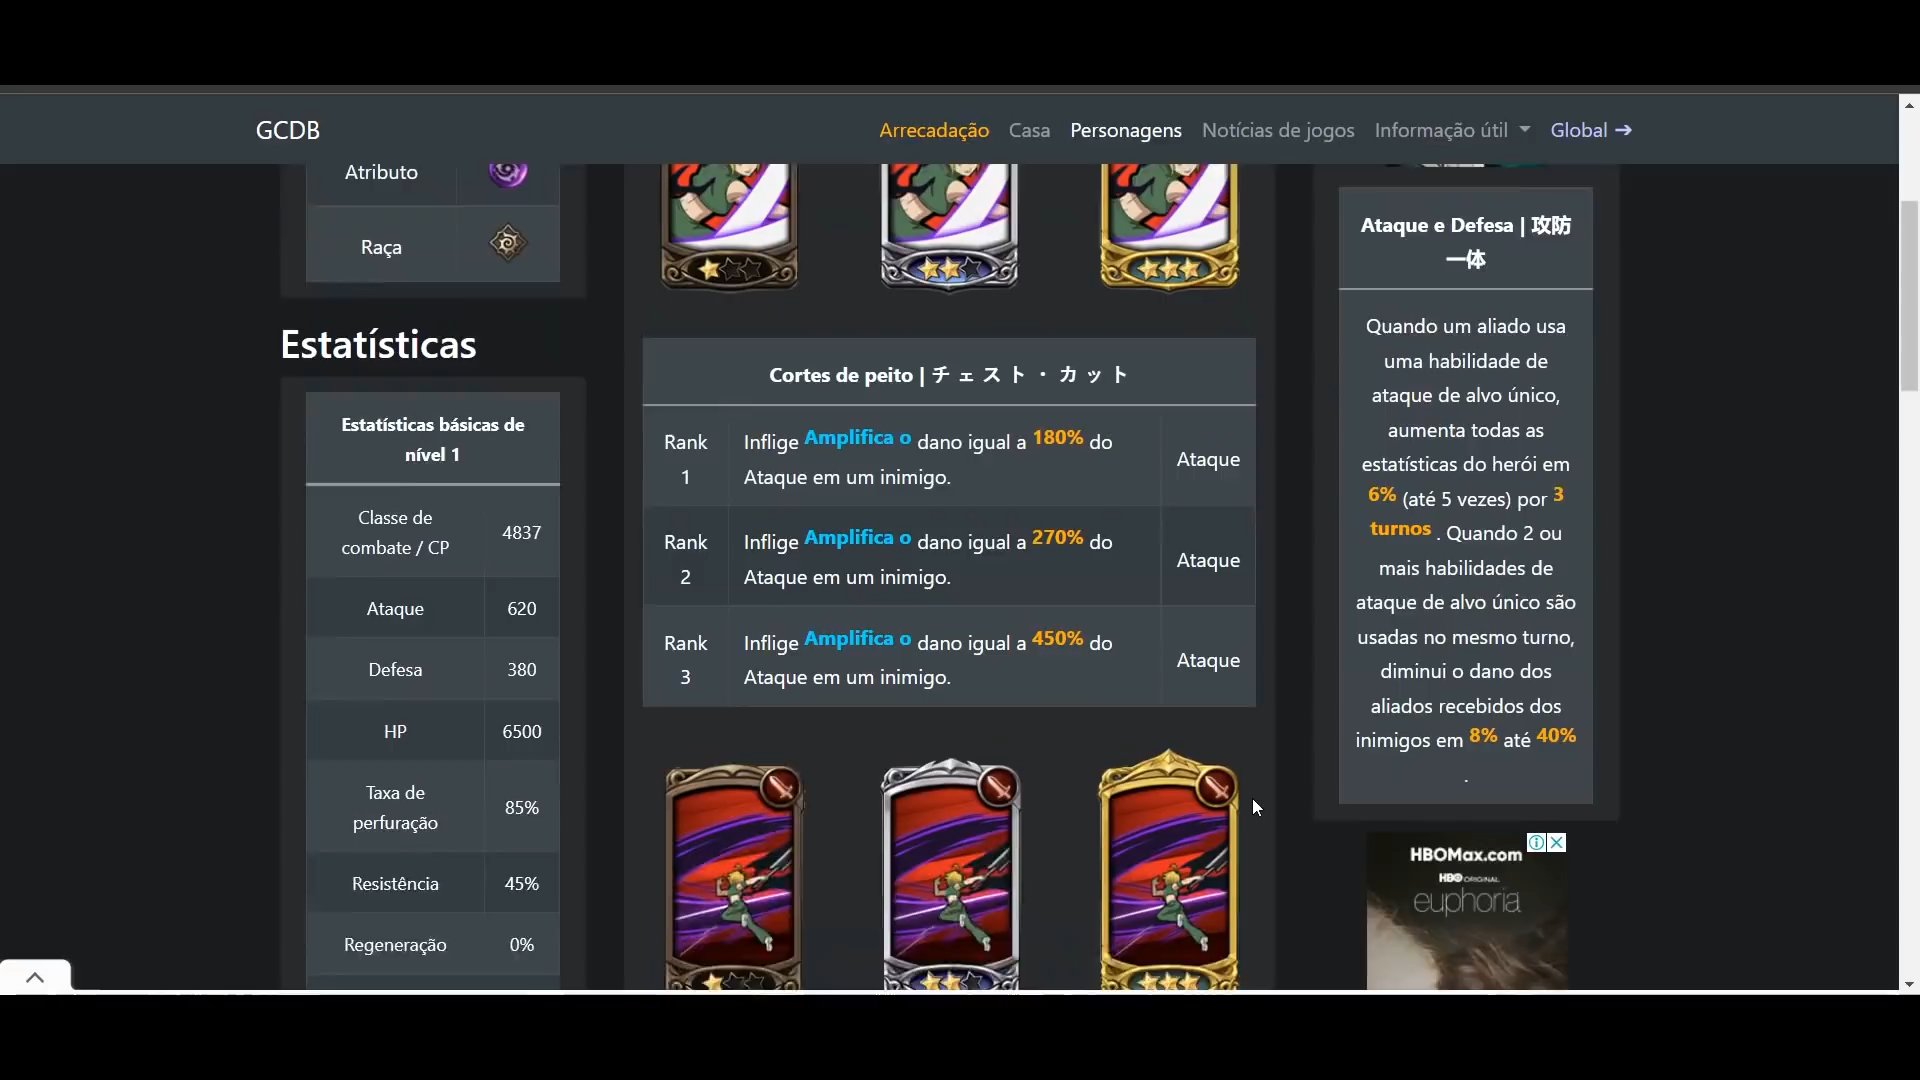 GCDB
Arrecadação Casa Personagens Notícias de jogos Informação útil Global ➔
Atributo
Raça
Estatísticas
Estatísticas básicas de
nível 1
Classe de
combate / CP
4837
Ataque 620
Defesa 380
HP 6500
Taxa de
perfuração
85%
Resistência 45%
Regeneração 0%
Cortes de peito | チェスト・カット
Rank
1
Inflige Amplifica o dano igual a 180% do
Ataque em um inimigo.
Ataque
Rank
2
Inflige Amplifica o dano igual a 270% do
Ataque em um inimigo.
Ataque
Rank
3
Inflige Amplifica o dano igual a 450% do
Ataque em um inimigo.
Ataque
Ataque e Defesa | 攻防
一体
Quando um aliado usa
uma habilidade de
ataque de alvo único,
aumenta todas as
estatísticas do herói em
6% (até 5 vezes) por 3
turnos . Quando 2 ou
mais habilidades de
ataque de alvo único são
usadas no mesmo turno,
diminui o dano dos
aliados recebidos dos
inimigos em 8% até 40%
.
HBOMax.com
HBO ORIGINAL
euphoria